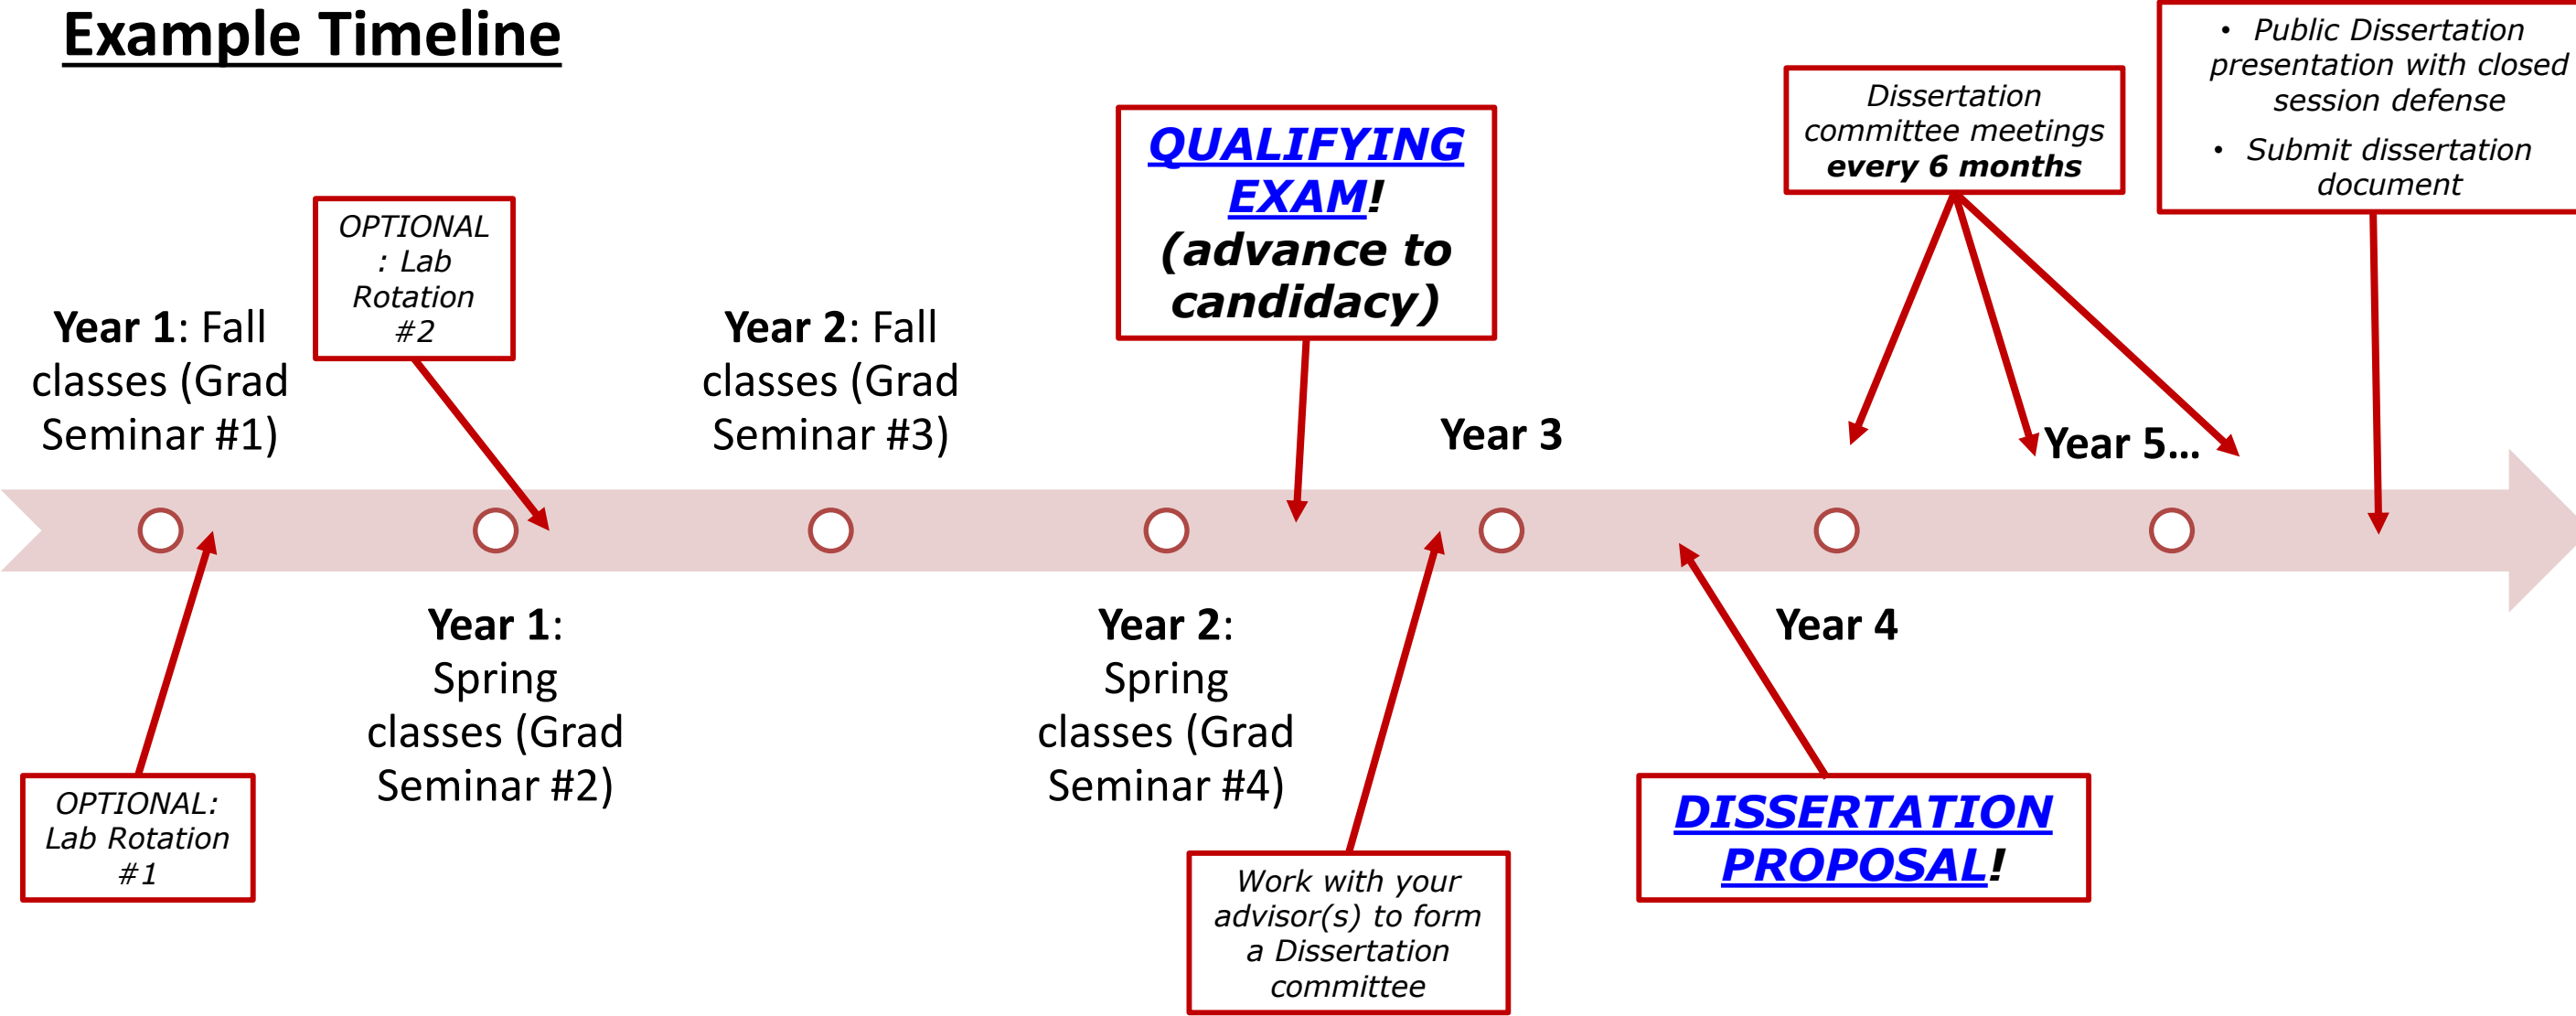 Example Timeline
Year 1: Fall
classes (Grad
Seminar #1)
OPTIONAL
: Lab
Rotation
#2
Year 2: Fall
classes (Grad
Seminar #3)
QUALIFYING
EXAM!
(advance to
candidacy)
Year 3
Dissertation
committee meetings
every 6 months
Year 5...
• Public Dissertation
presentation with closed
session defense
• Submit dissertation
document
OPTIONAL:
Lab Rotation
#1
Year 1:
Spring
classes (Grad
Seminar #2)
Year 2:
Spring
classes (Grad
Seminar #4)
Work with your
advisor(s) to form
a Dissertation
committee
Year 4
DISSERTATION
PROPOSAL!